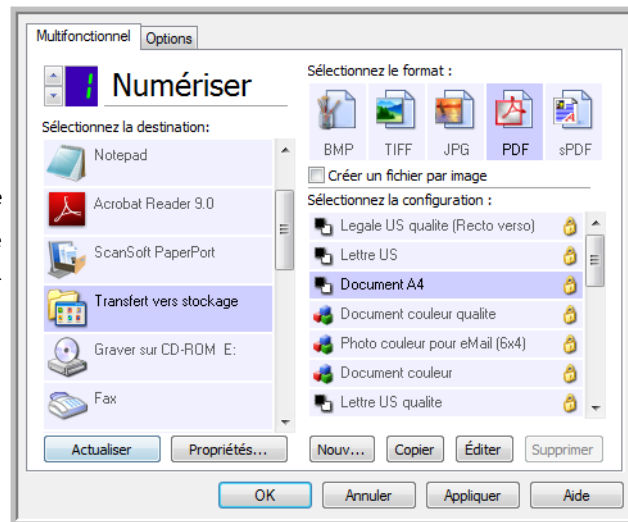 Multifonctionnel Options
1 Numériser
Sélectionnez la destination:
Notepad
Acrobat Reader 9.0
ScanSoft PaperPort
Transfert vers stockage
Graver sur CD-ROM E:
Fax
Actualiser Propriétés...
Sélectionnez le format :
BMP TIFF JPG PDF sPDF
Créer un fichier par image
Sélectionnez la configuration :
Legale US qualite (Recto verso)
Lettre US
Document A4
Document couleur qualite
Photo couleur pour eMail (6x4)
Document couleur
Lettre US qualite
Nouv... Copier Éditer Supprimer
OK Annuler Appliquer Aide